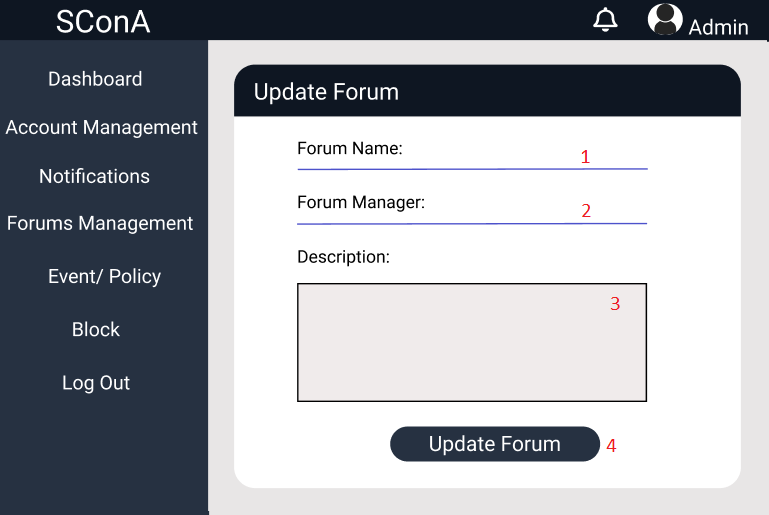 SConA
Admin
Dashboard
Account Management
Notifications
Forums Management
Event/ Policy
Block
Log Out
Update Forum
Forum Name: 1
Forum Manager: 2
Description:
3
Update Forum 4